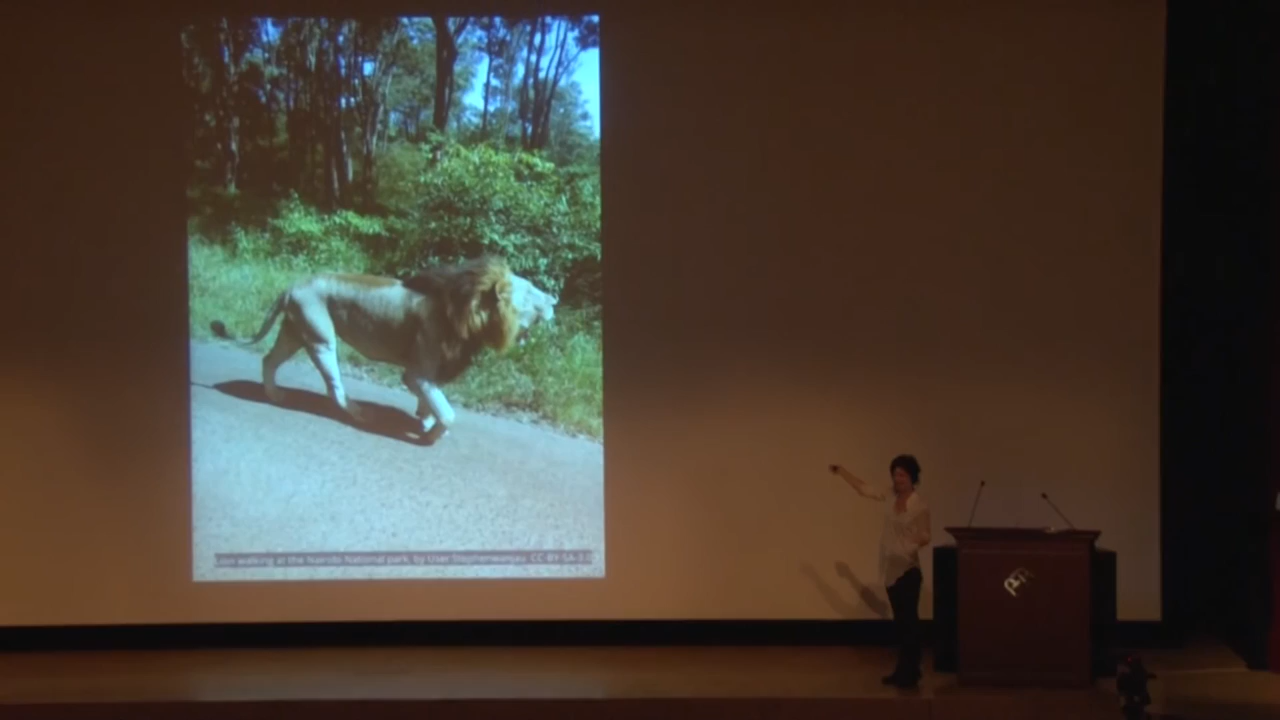 Lion walking at the Nairobi National park, by User Stephenwanjau, CC-BY-SA-3.0